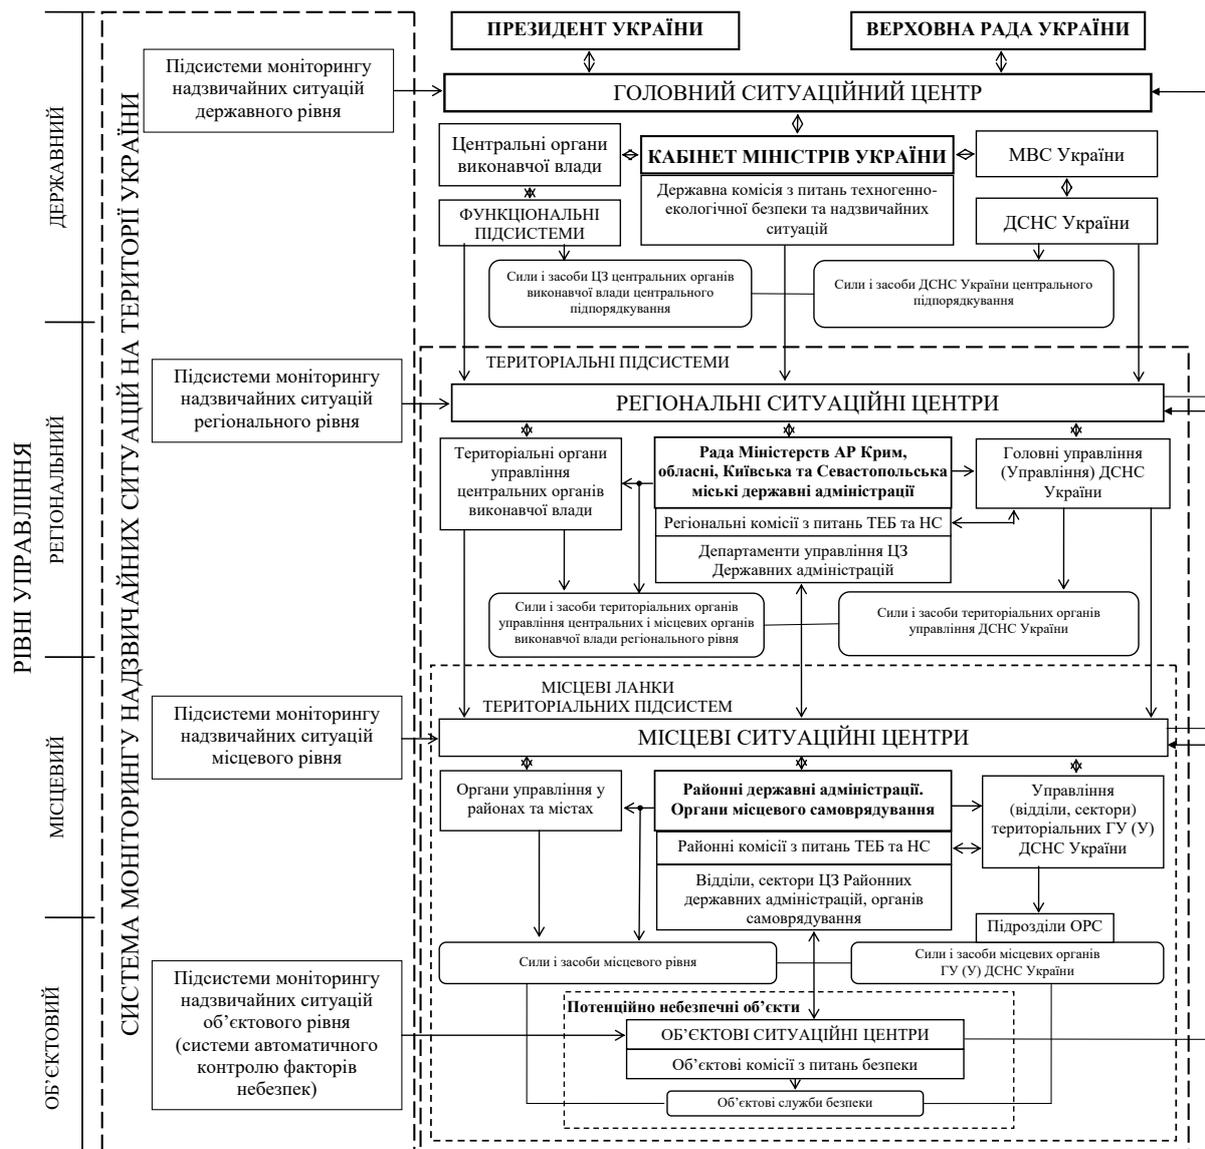 РІВНІ УПРАВЛІННЯ
ДЕРЖАВНИЙ
РЕГІОНАЛЬНИЙ
МІСЦЕВИЙ
ОБ’ЄКТОВИЙ
СИСТЕМА МОНІТОРИНГУ НАДЗВИЧАЙНИХ СИТУАЦІЙ НА ТЕРИТОРІЇ УКРАЇНИ
Підсистеми моніторингу
надзвичайних ситуацій
державного рівня
ПРЕЗИДЕНТ УКРАЇНИ
ВЕРХОВНА РАДА УКРАЇНИ
ГОЛОВНИЙ СИТУАЦІЙНИЙ ЦЕНТР
Центральні органи
виконавчої влади
КАБІНЕТ МІНІСТРІВ УКРАЇНИ
МВС України
Державна комісія з питань техногенно-
екологічної безпеки та надзвичайних
ситуацій
ФУНКЦІОНАЛЬНІ
ПІДСИСТЕМИ
ДСНС України
Сили і засоби ЦЗ центральних органів
виконавчої влади центрального
підпорядкування
Сили і засоби ДСНС України центрального
підпорядкування
ТЕРИТОРІАЛЬНІ ПІДСИСТЕМИ
Підсистеми моніторингу
надзвичайних ситуацій
регіонального рівня
РЕГІОНАЛЬНІ СИТУАЦІЙНІ ЦЕНТРИ
Територіальні органи
управління
центральних органів
виконавчої влади
Рада Міністерств АР Крим,
обласні, Київська та Севастопольська
міські державні адміністрації
Головні управління
(Управління) ДСНС
України
Регіональні комісії з питань ТЕБ та НС
Департаменти управління ЦЗ
Державних адміністрацій
Сили і засоби територіальних органів
управління центральних і місцевих органів
виконавчої влади регіонального рівня
Сили і засоби територіальних органів
управління ДСНС України
МІСЦЕВІ ЛАНКИ
ТЕРИТОРІАЛЬНИХ ПІДСИСТЕМ
Підсистеми моніторингу
надзвичайних ситуацій
місцевого рівня
МІСЦЕВІ СИТУАЦІЙНІ ЦЕНТРИ
Органи управління у
районах та містах
Районні державні адміністрації.
Органи місцевого самоврядування
Управління
(відділи, сектори)
територіальних ГУ (У)
ДСНС України
Районні комісії з питань ТЕБ та НС
Відділи, сектори ЦЗ Районних
державних адміністрацій, органів
самоврядування
Підрозділи ОРС
Сили і засоби місцевого рівня
Сили і засоби місцевих органів
ГУ (У) ДСНС України
Підсистеми моніторингу
надзвичайних ситуацій
об’єктового рівня
(системи автоматичного
контролю факторів
небезпек)
Потенційно небезпечні об’єкти
ОБ’ЄКТОВІ СИТУАЦІЙНІ ЦЕНТРИ
Об’єктові комісії з питань безпеки
Об’єктові служби безпеки